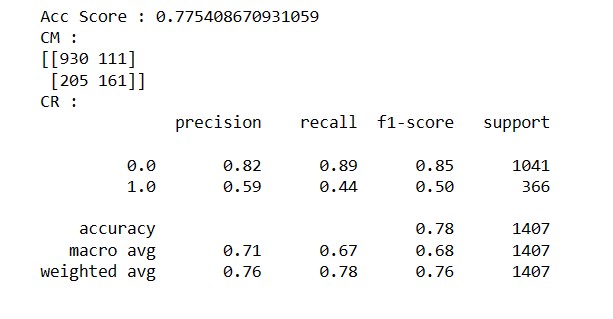 Acc Score : 0.775408670931059
CM :
[[930 111]
 [205 161]]
CR :
precision recall f1-score support
0.0 0.82 0.89 0.85 1041
1.0 0.59 0.44 0.50 366
accuracy 0.78 1407
macro avg 0.71 0.67 0.68 1407
weighted avg 0.76 0.78 0.76 1407